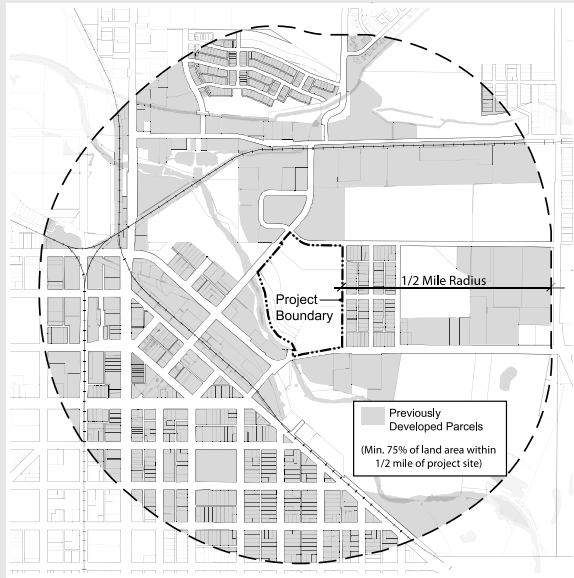 1/2 Mile Radius
Project
Boundary
Previously
Developed Parcels
(Min. 75% of land area within
1/2 mile of project site)